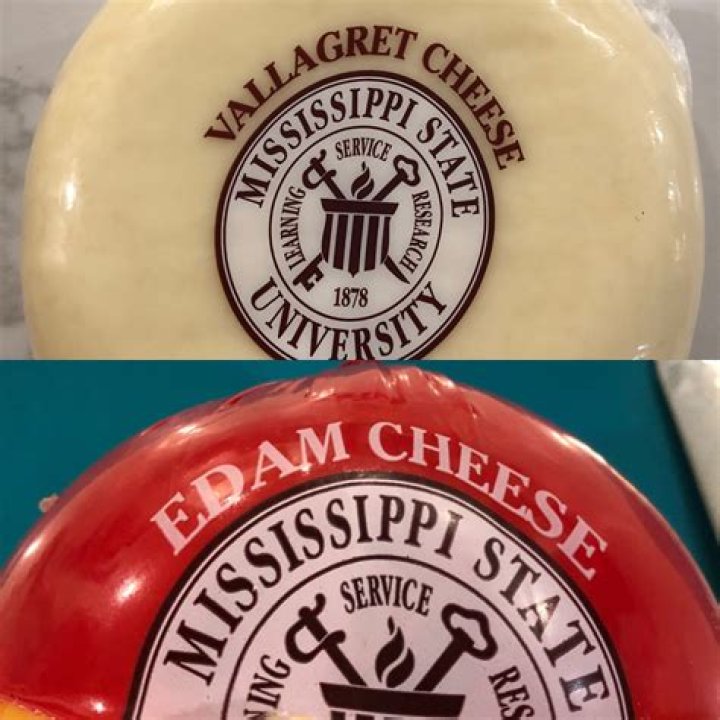 VALLAGRET CHEESE
MISSISSIPPI STATE
SERVICE
LEARNING
RESEARCH
1878
UNIVERSITY
EDAM CHEESE
MISSISSIPPI STATE
SERVICE